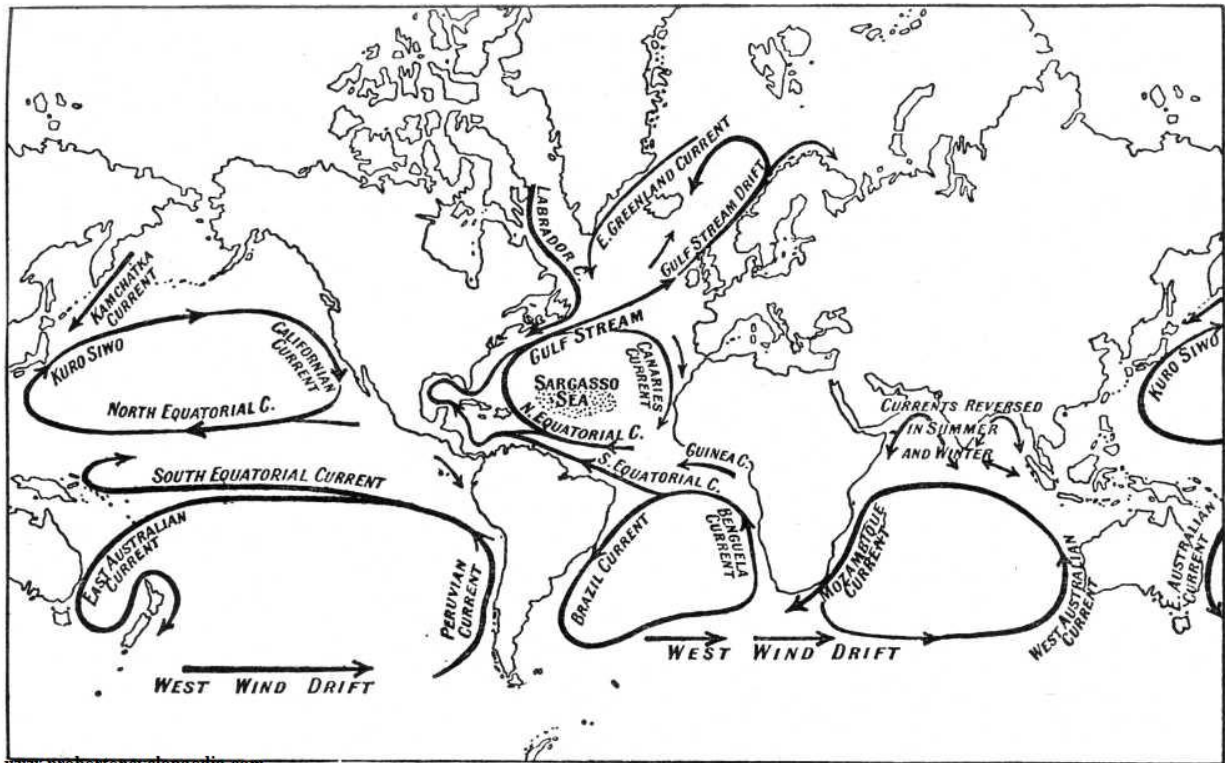 E. GREENLAND CURRENT
GULF STREAM DRIFT
LABRADOR C.
KAMCHATKA
CURRENT
KURO SIWO
CALIFORNIAN
CURRENT
NORTH EQUATORIAL C.
GULF STREAM
CANARIES
CURRENT
SARGASSO
SEA
N. EQUATORIAL C.
CURRENTS REVERSED
IN SUMMER
AND WINTER
KURO SIWO
SOUTH EQUATORIAL CURRENT
S. EQUATORIAL C.
GUINEA C.
EAST AUSTRALIAN
CURRENT
PERUVIAN
CURRENT
BRAZIL CURRENT
BENGUELA
CURRENT
MOZAMBIQUE
CURRENT
WEST AUSTRALIAN
CURRENT
E. AUSTRALIAN
CURRENT
WEST WIND DRIFT
WEST WIND DRIFT